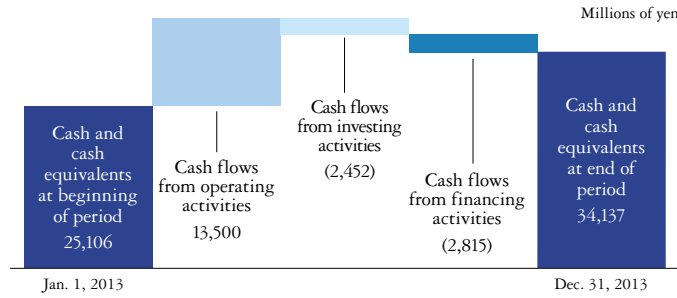 Millions of yen
Cash and
cash
equivalents
at beginning
of period
25,106
Cash flows
from operating
activities
13,500
Cash flows
from investing
activities
(2,452)
Cash flows
from financing
activities
(2,815)
Cash and
cash
equivalents
at end of
period
34,137
Jan. 1, 2013
Dec. 31, 2013